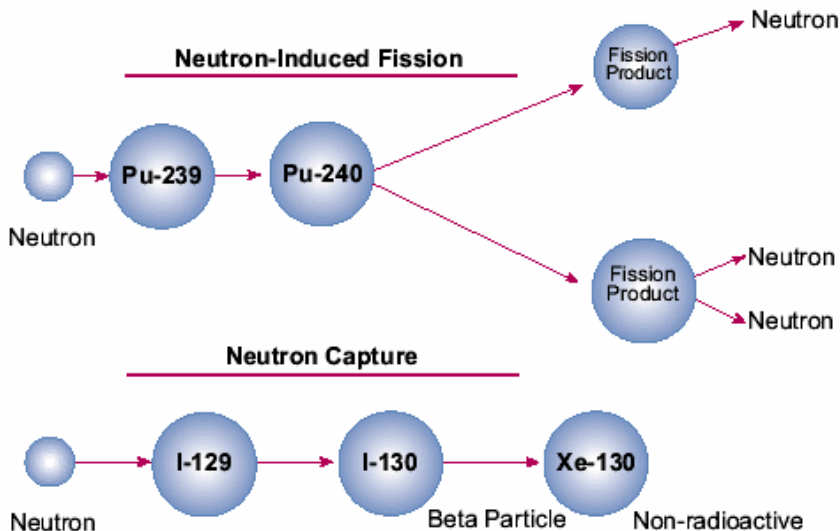 Neutron-Induced Fission
Neutron
Pu-239
Pu-240
Fission
Product
Neutron
Fission
Product
Neutron
Neutron
Neutron Capture
Neutron
I-129
I-130
Beta Particle
Xe-130
Non-radioactive